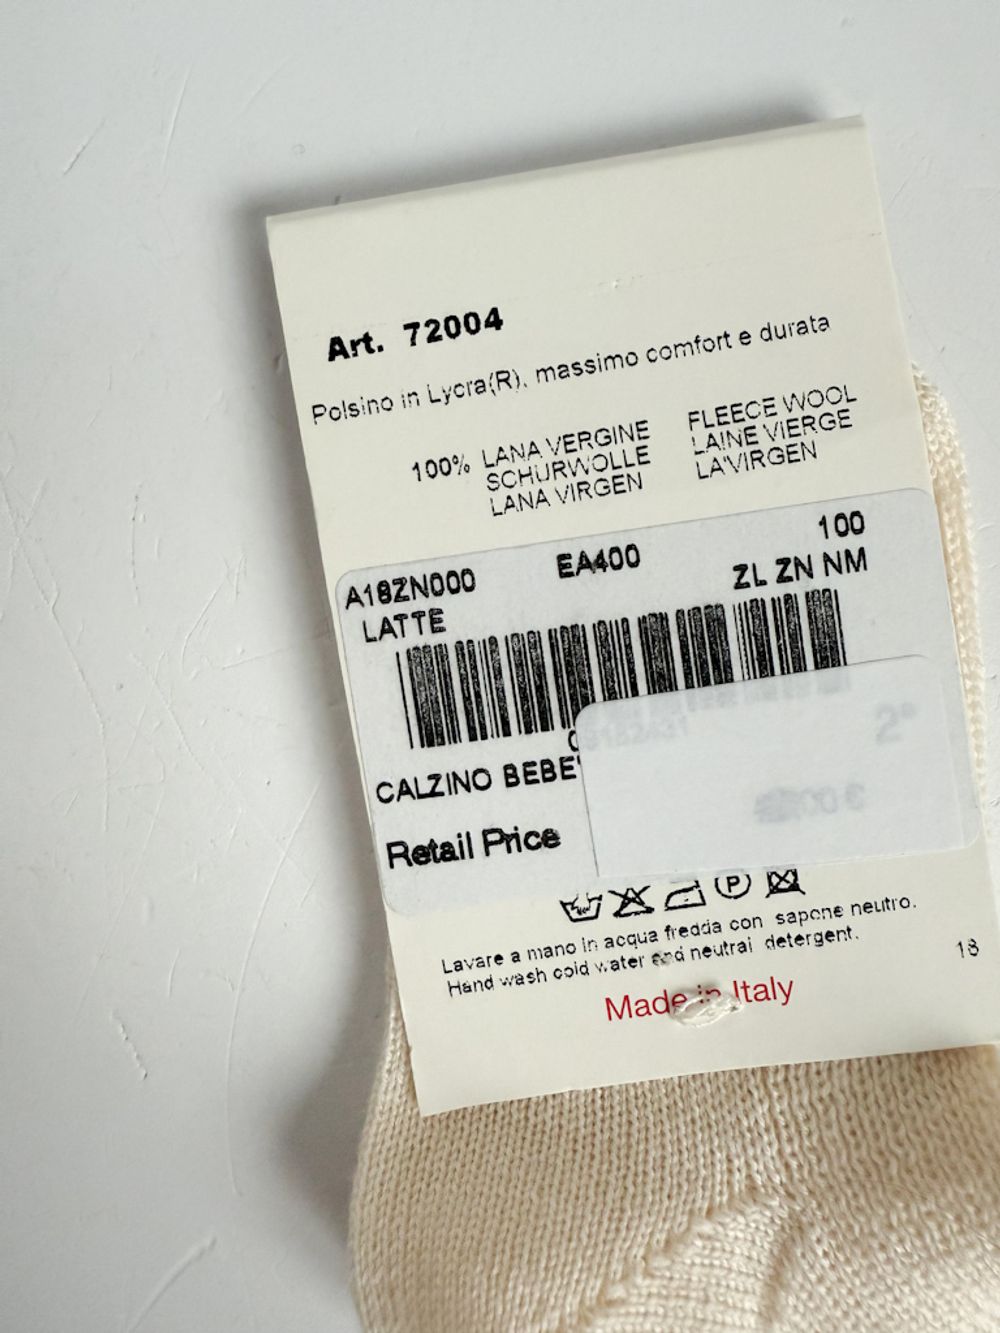 Art. 72004
Polsino in Lycra(R), massimo comfort e durata
100% LANA VERGINE FLEECE WOOL
SCHURWOLLE LAINE VIERGE
LANA VIRGEN LA'VIRGEN
A18ZN000 EA400 100
LATTE ZL ZN NM
2°
CALZINO BEBE'
Retail Price
P
Lavare a mano in acqua fredda con sapone neutro.
Hand wash cold water and neutral detergent.
18
Made in Italy